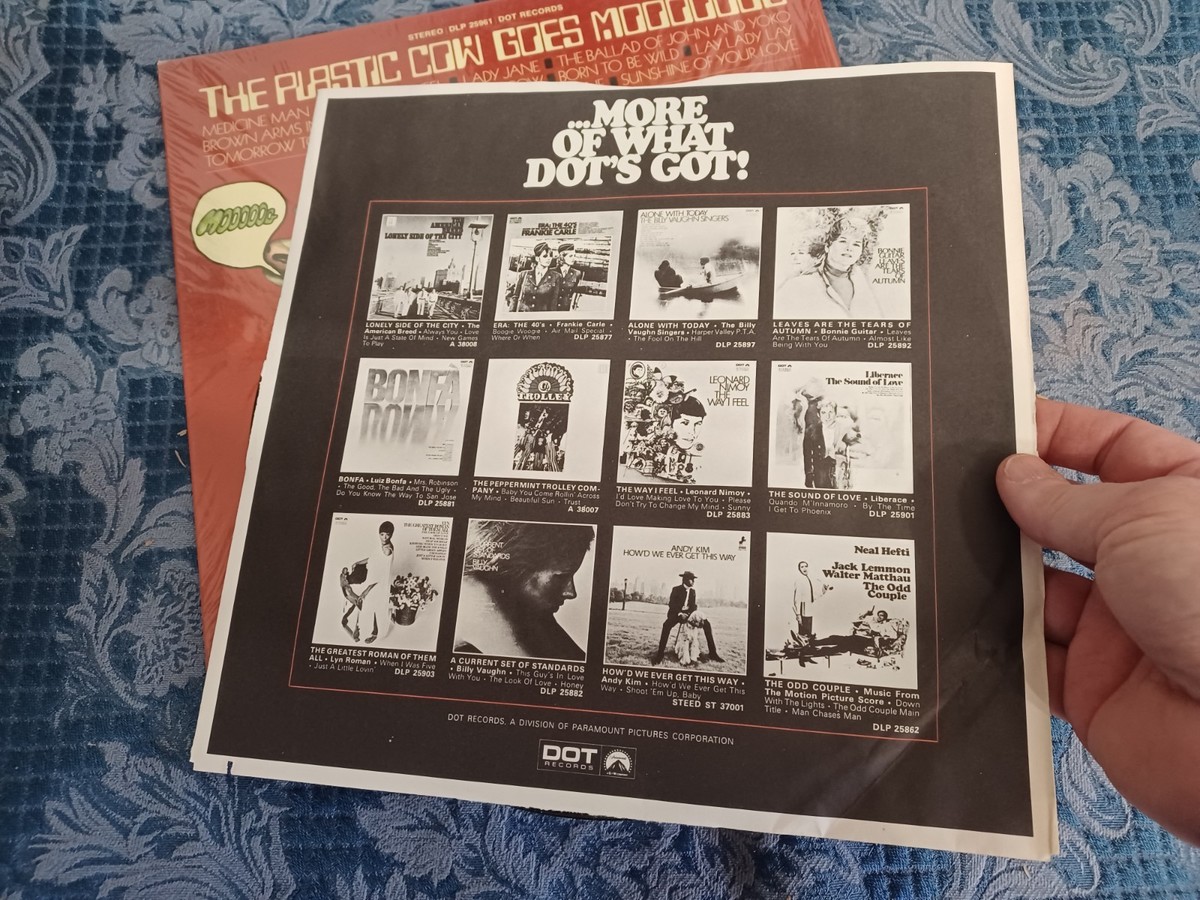 STEREO | DLP 25961 | DOT RECORDS
THE PLASTIC COW GOES MOOOOOOG
MEDICINE MAN
LADY JANE • THE BALLAD OF JOHN AND YOKO
BROWN ARMS IN
BORN TO BE WILD • LAY LADY LAY
TOMORROW
SUNSHINE OF YOUR LOVE
MOOOOOG
...MORE
OF WHAT
DOT'S GOT!
LONELY SIDE OF THE CITY
LONELY SIDE OF THE CITY • The
American Breed • Always You • Love
Is Just A State Of Mind • New Games
To Play
A 38008
ERA: THE 40'S
FRANKIE CARLE
ERA: THE 40's • Frankie Carle •
Boogie Woogie • Air Mail Special •
Where Or When
DLP 25877
ALONE WITH TODAY
THE BILLY VAUGHN SINGERS
ALONE WITH TODAY • The Billy
Vaughn Singers • Harper Valley P.T.A.
• The Fool On The Hill
DLP 25897
BONNIE
GUITAR
LEAVES
ARE THE
TEARS
OF
AUTUMN
LEAVES ARE THE TEARS OF
AUTUMN • Bonnie Guitar • Leaves
Are The Tears Of Autumn • Almost Like
Being With You
DLP 25892
BONFA
BONFA • Luiz Bonfa • Mrs. Robinson
• The Good, The Bad And The Ugly •
Do You Know The Way To San Jose
DLP 25881
TROLLEY
THE PEPPERMINT TROLLEY COM-
PANY • Baby You Come Rollin' Across
My Mind • Beautiful Sun • Trust
A 38007
LEONARD
NIMOY
THE
WAY I FEEL
THE WAY I FEEL • Leonard Nimoy •
I'd Love Making Love To You • Please
Don't Try To Change My Mind • Sunny
DLP 25883
Liberace
The Sound of Love
THE SOUND OF LOVE • Liberace •
Quando M'Innamoro • By The Time
I Get To Phoenix
DLP 25901
THE GREATEST ROMAN OF THEM
ALL • Lyn Roman • When I Was Five
• Just A Little Lovin'
DLP 25903
A CURRENT SET OF STANDARDS
• Billy Vaughn • This Guy's In Love
With You • The Look Of Love • Honey
DLP 25882
ANDY KIM
HOW'D WE EVER GET THIS WAY
HOW'D WE EVER GET THIS WAY •
Andy Kim • How'd We Ever Get This
Way • Shoot 'Em Up, Baby
STEED ST 37001
Neal Hefti
Jack Lemmon
Walter Matthau
The Odd
Couple
THE ODD COUPLE • Music From
The Motion Picture Score • Down
With The Lights • The Odd Couple Main
Title • Man Chases Man
DLP 25862
DOT RECORDS, A DIVISION OF PARAMOUNT PICTURES CORPORATION
DOT
RECORDS